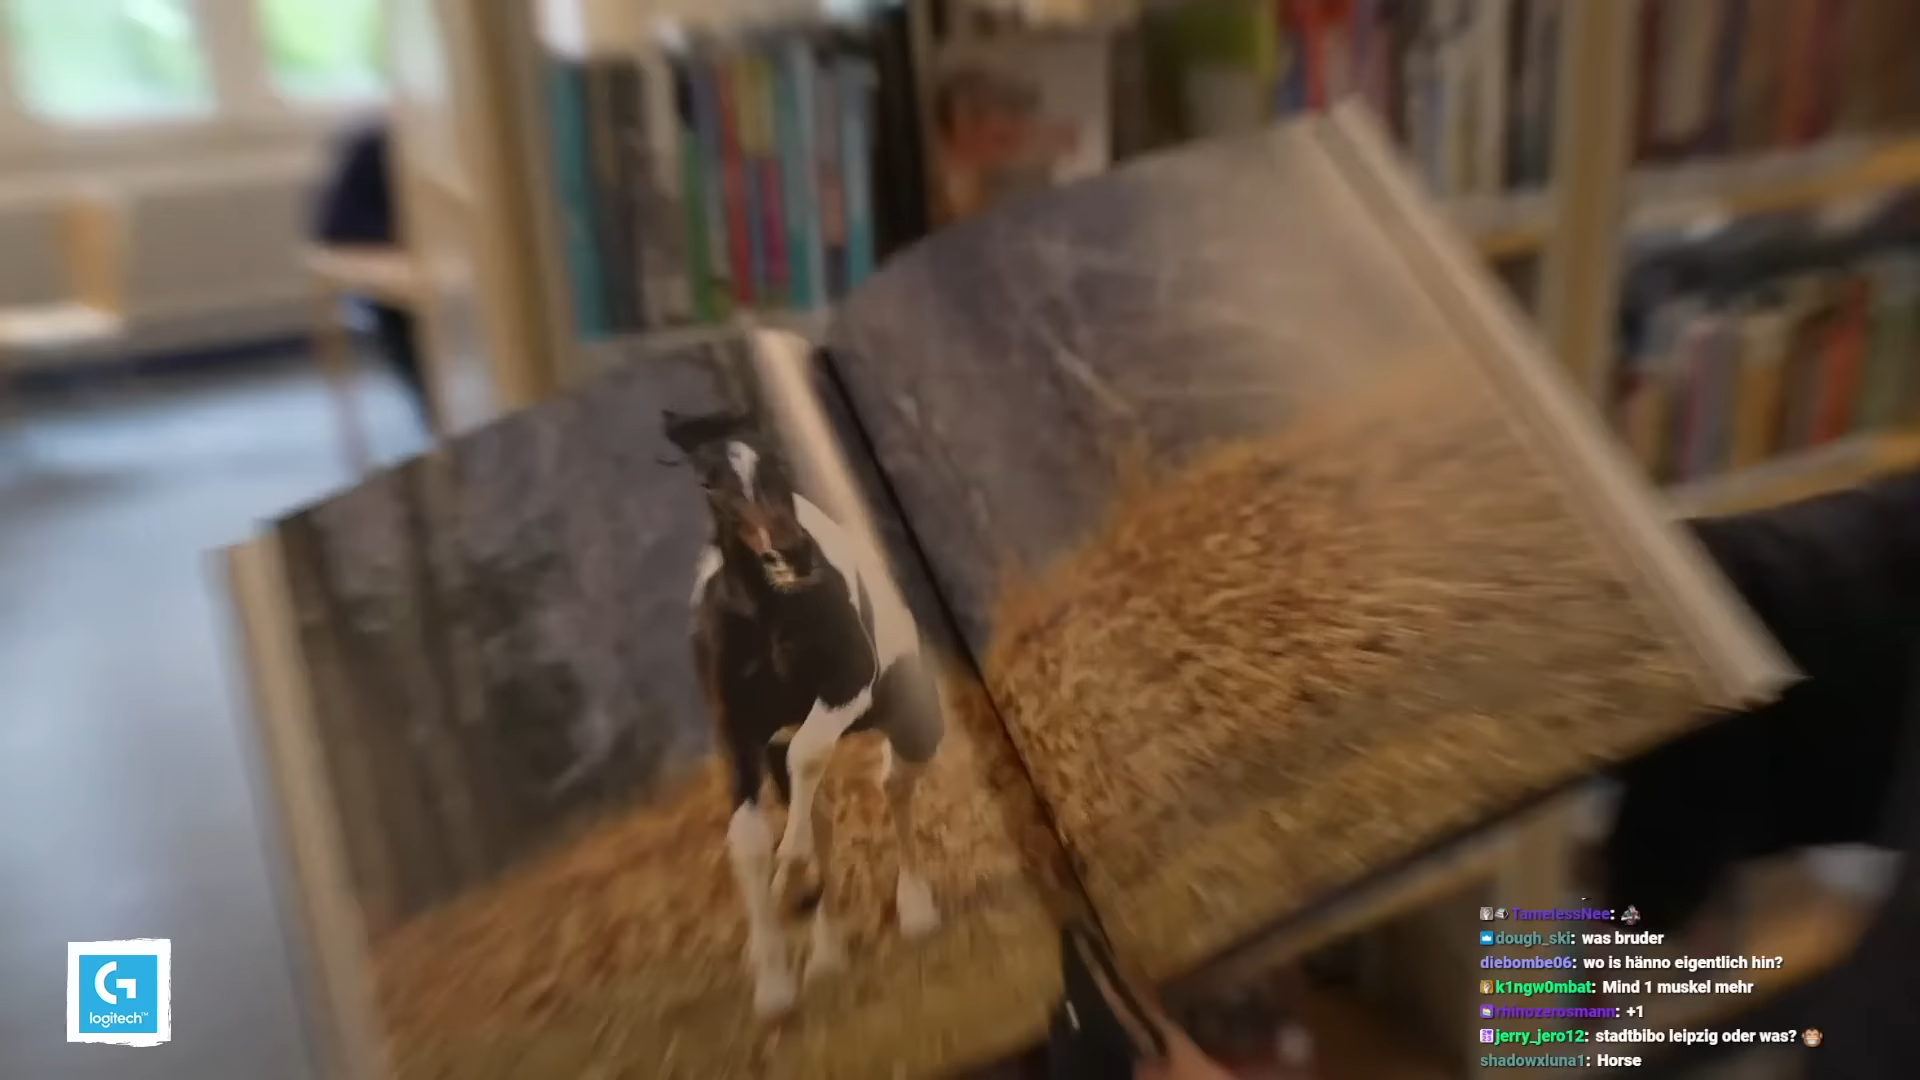 TamelessNee:
dough_ski: was bruder
diebombe06: wo is hänno eigentlich hin?
k1ngw0mbat: Mind 1 muskel mehr
rhinozerosmann: +1
jerry_jero12: stadtbibo leipzig oder was?
shadowxluna1: Horse
logitech™